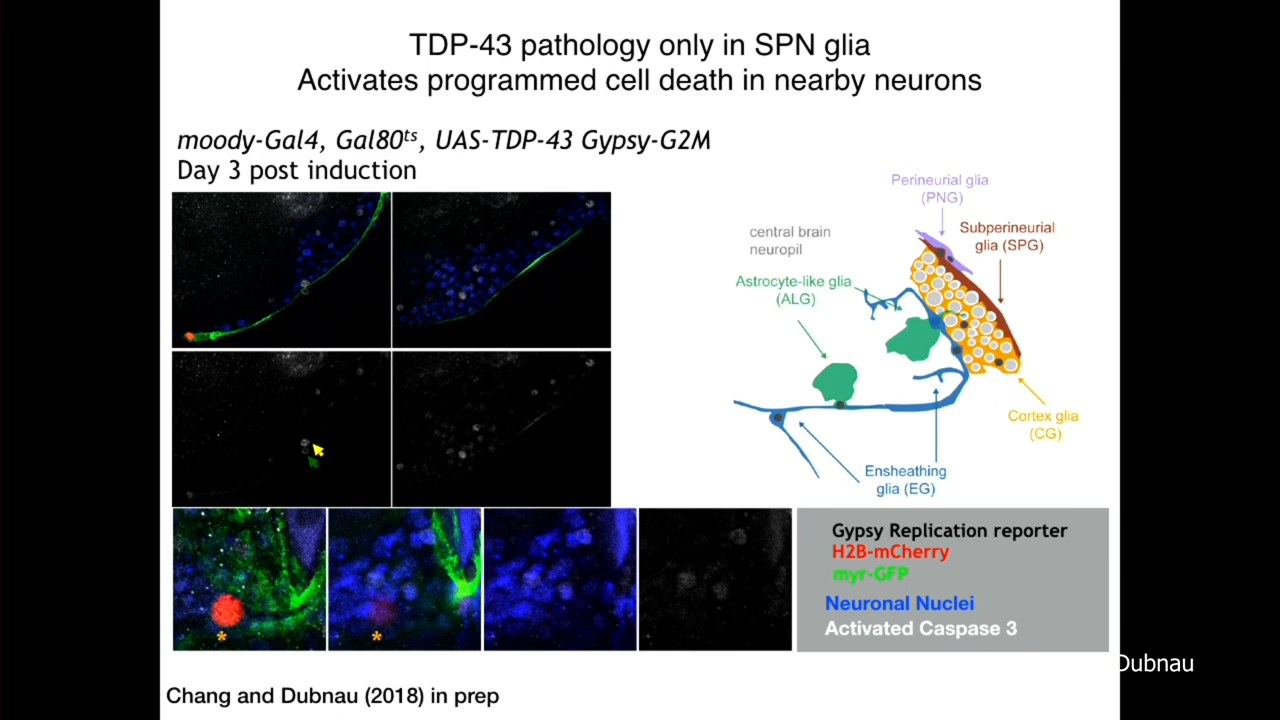 TDP-43 pathology only in SPN glia
Activates programmed cell death in nearby neurons
moody-Gal4, Gal80ts, UAS-TDP-43 Gypsy-G2M
Day 3 post induction
Perineurial glia
(PNG)
Subperineurial
glia (SPG)
central brain
neuropil
Astrocyte-like glia
(ALG)
Cortex glia
(CG)
Ensheathing
glia (EG)
*
*
Gypsy Replication reporter
H2B-mCherry
myr-GFP
Neuronal Nuclei
Activated Caspase 3
Dubnau
Chang and Dubnau (2018) in prep